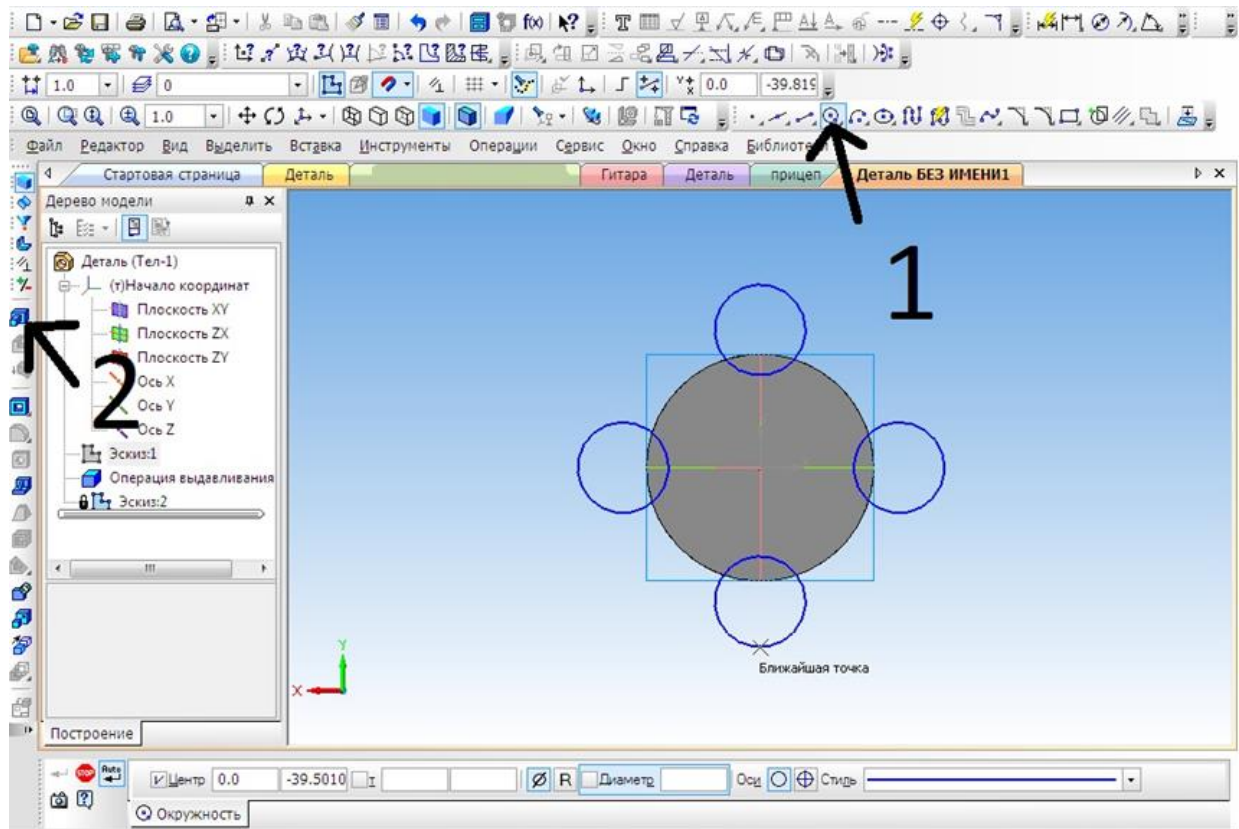 1.0 0 0.0 -39.819
1.0
Файл Редактор Вид Выделить Вставка Инструменты Операции Сервис Окно Справка
Стартовая страница Деталь Гитара Деталь прицеп Деталь БЕЗ ИМЕНИ1
Дерево модели
Деталь (Тел-1)
(т)Начало координат
Плоскость XY
Плоскость ZX
Плоскость ZY
Ось X
Ось Y
Ось Z
Эскиз:1
Операция выдавливания
Эскиз:2
1
2
Ближайшая точка
Y
X
Построение
STOP Auto
Центр 0.0 -39.5010 т R Диаметр Оси Стиль
Окружность